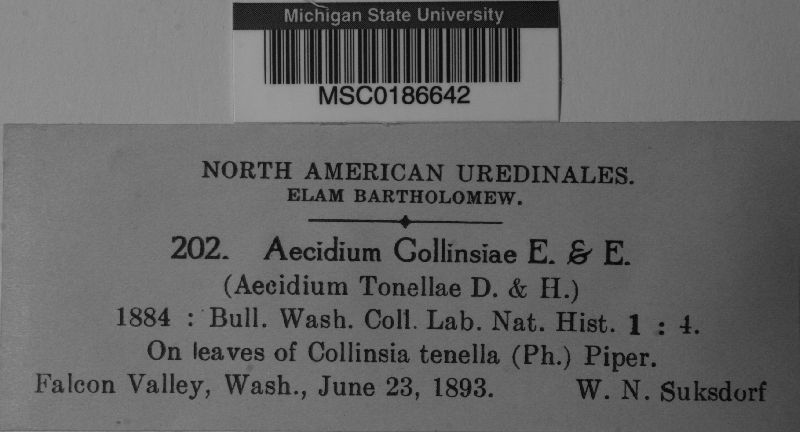 Michigan State University
MSC0186642
NORTH AMERICAN UREDINALES.
ELAM BARTHOLOMEW.
202. Aecidium Collinsiae E. & E.
(Aecidium Tonellae D. & H.)
1884 : Bull. Wash. Coll. Lab. Nat. Hist. 1 : 4.
On leaves of Collinsia tenella (Ph.) Piper.
Falcon Valley, Wash., June 23, 1893. W. N. Suksdorf